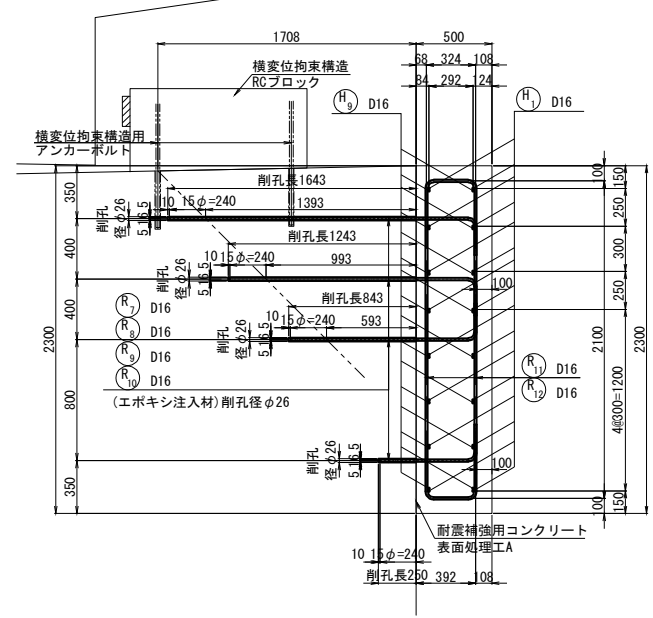 1708
500
68 324 108
84 292 124
横変位拘束構造
RCブロック
H9 D16
H1 D16
横変位拘束構造用
アンカーボルト
100
150
350
削孔長1643
10 15φ=240
1393
250
削孔
径φ26
5 16 5
400
削孔長1243
10 15φ=240
993
300
削孔
径φ26
5 16 5
100
250
400
削孔長843
10 15φ=240
593
削孔
径φ26
5 16 5
R7 D16
R8 D16
R9 D16
R10 D16
(エポキシ注入材)削孔径φ26
2300
2100
2300
R11 D16
R12 D16
4@300=1200
800
削孔
径φ26
5 16 5
100
350
100
150
耐震補強用コンクリート
表面処理工A
10 15φ=240
削孔長250 392 108